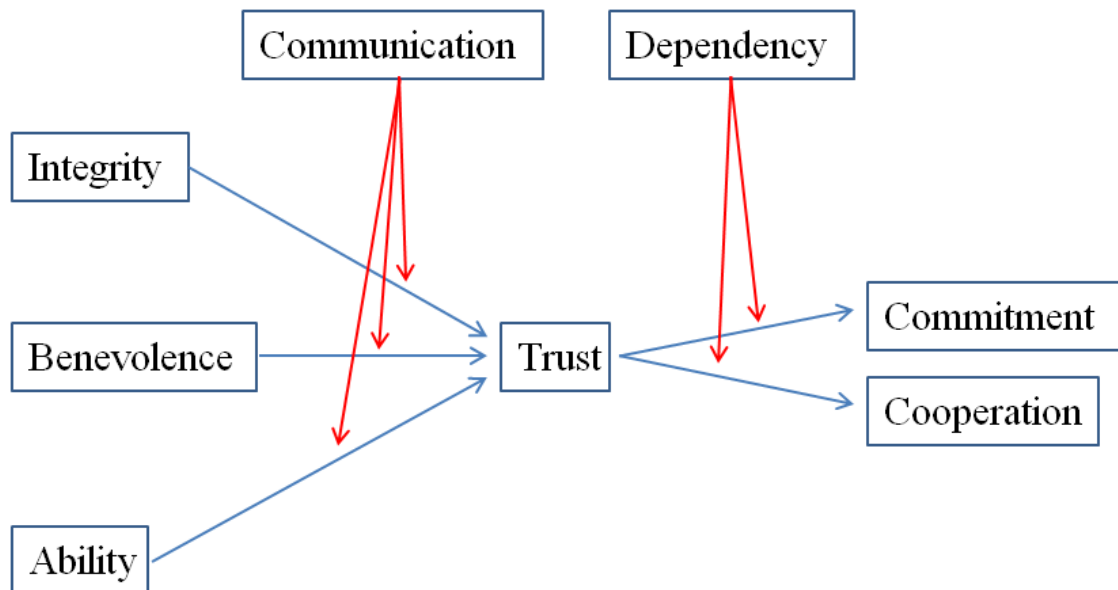 Communication
Dependency
Integrity
Benevolence
Trust
Commitment
Cooperation
Ability